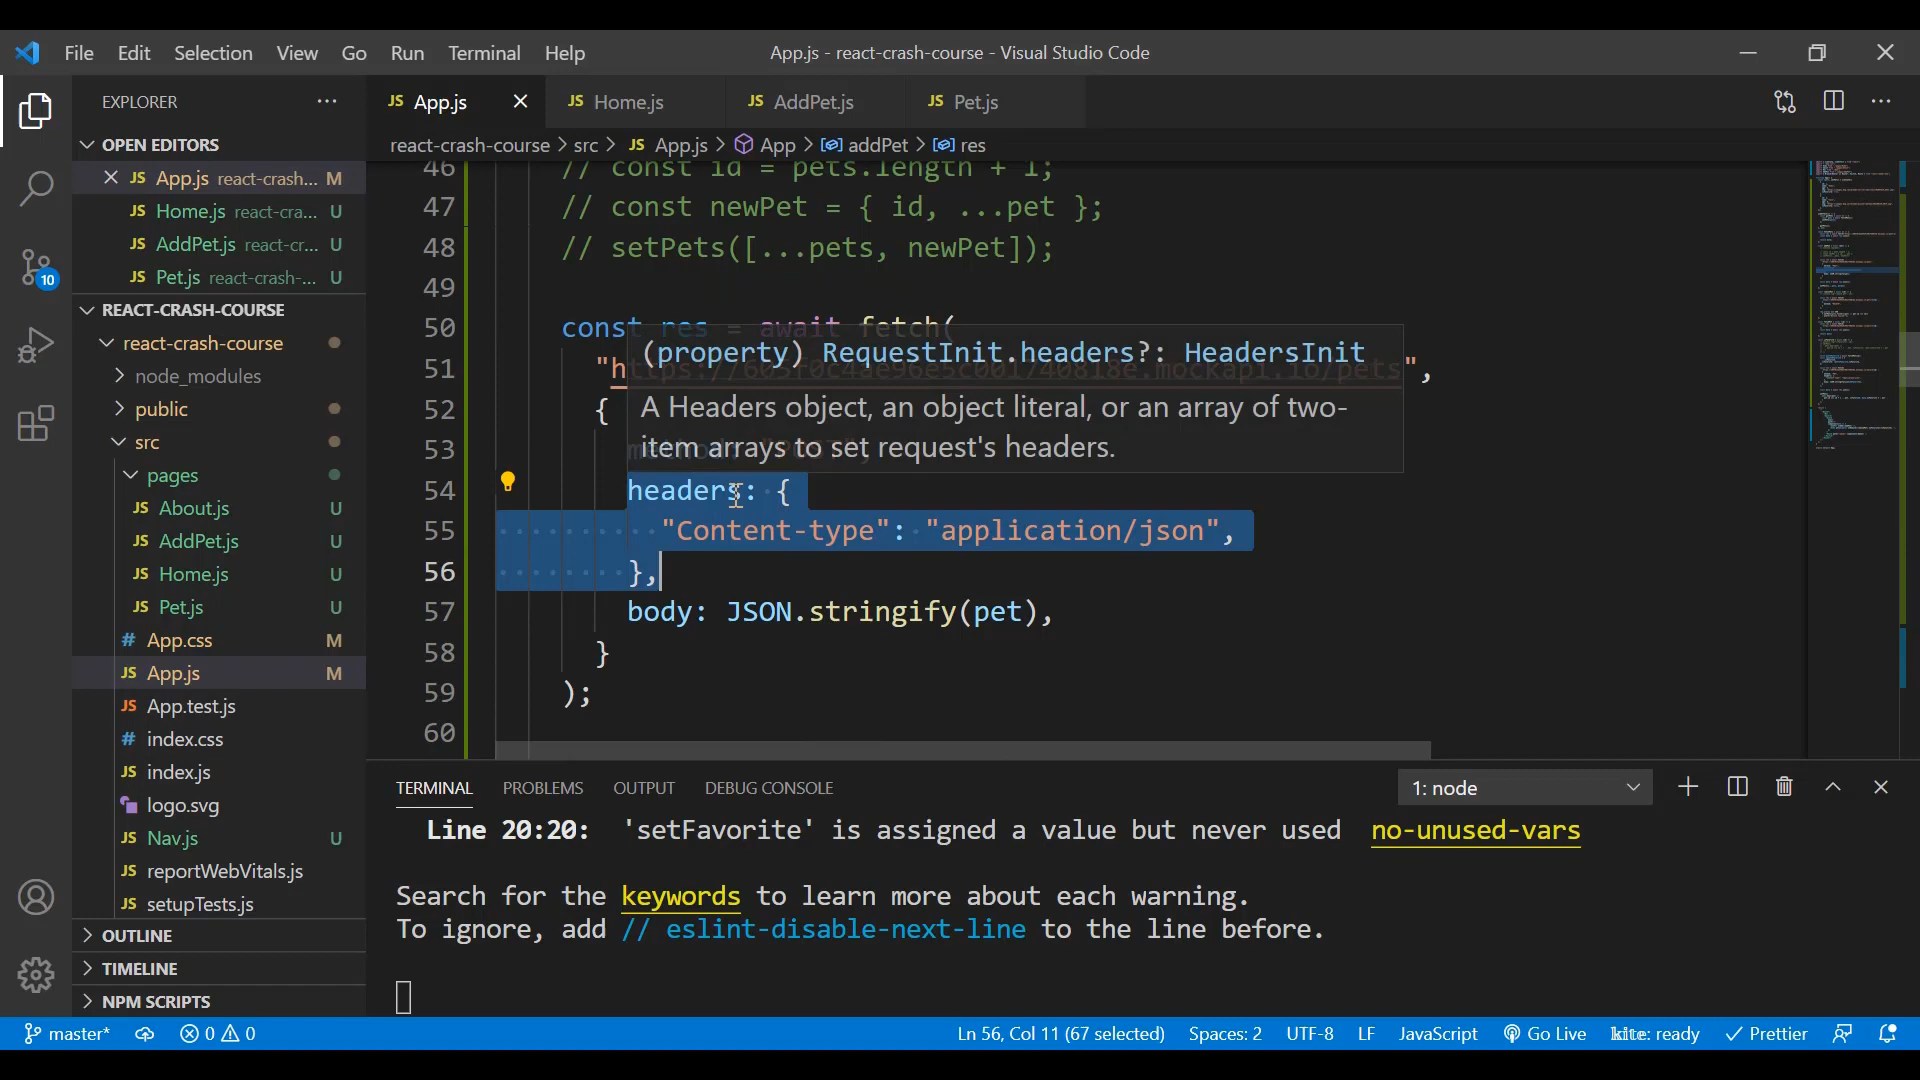 File Edit Selection View Go Run Terminal Help
App.js - react-crash-course - Visual Studio Code
EXPLORER
OPEN EDITORS
JS App.js react-crash... M
JS Home.js react-cra... U
JS AddPet.js react-cr... U
JS Pet.js react-crash-... U
REACT-CRASH-COURSE
react-crash-course
node_modules
public
src
pages
JS About.js U
JS AddPet.js U
JS Home.js U
JS Pet.js U
# App.css M
JS App.js M
JS App.test.js
# index.css
JS index.js
logo.svg
JS Nav.js U
JS reportWebVitals.js
JS setupTests.js
OUTLINE
TIMELINE
NPM SCRIPTS
10
JS App.js JS Home.js JS AddPet.js JS Pet.js
react-crash-course > src > JS App.js > App > addPet > res
46 // const id = pets.length + 1;
47 // const newPet = { id, ...pet };
48 // setPets([...pets, newPet]);
49
50 const res = await fetch(
(property) RequestInit.headers?: HeadersInit
51 ",
A Headers object, an object literal, or an array of two-
52 {
item arrays to set request's headers.
53
54 headers: {
55 "Content-type": "application/json",
56 },
57 body: JSON.stringify(pet),
58 }
59 );
60
TERMINAL PROBLEMS OUTPUT DEBUG CONSOLE 1: node
Line 20:20: 'setFavorite' is assigned a value but never used no-unused-vars
Search for the keywords to learn more about each warning.
To ignore, add // eslint-disable-next-line to the line before.
master* 0 0 Ln 56, Col 11 (67 selected) Spaces: 2 UTF-8 LF JavaScript Go Live kite: ready Prettier